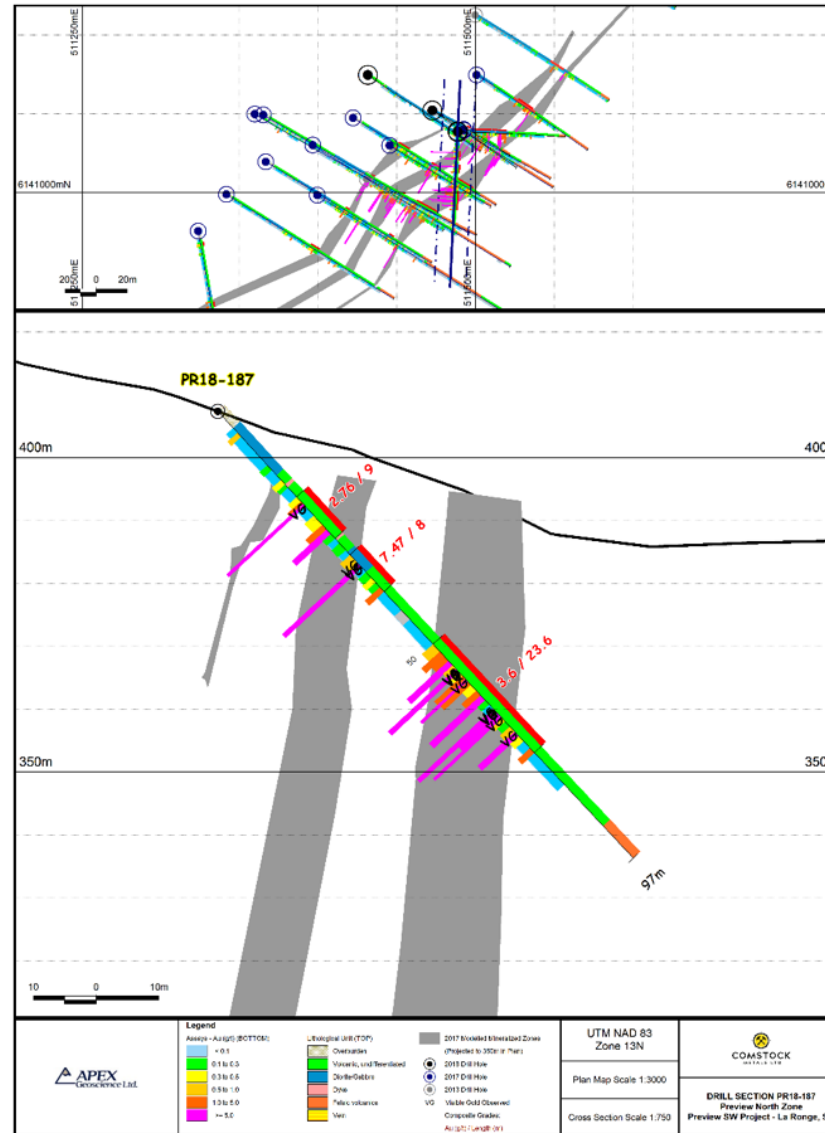 511250mE
511500mE
6141000mN
6141000
20 0 20m
511250
511500mE
PR18-187
400m
400
2.76 / 9
VG
7.47 / 8
VG
50
3.6 / 23.6
VG
VG
VG
VG
VG
350m
350
97m
10 0 10m
Legend
Assays - Au(g/t) (BOTTOM)
0.1 to 0.3
0.3 to 0.5
0.5 to 1.0
1.0 to 5.0
>= 5.0
Lithological Unit (TOP)
Overburden
Volcanic, undifferentiated
Diorite/Gabbro
Dyke
Felsic volcanics
Vein
2017 Modelled Mineralized Zones
(Projected to 350m in Plan)
2018 Drill Hole
2017 Drill Hole
2013 Drill Hole
VG Visible Gold Observed
Composite Grades:
Au (g/t) / Length (m)
APEX
Geoscience Ltd.
UTM NAD 83
Zone 13N
Plan Map Scale 1:3000
Cross Section Scale 1:750
COMSTOCK
METALS LTD
DRILL SECTION PR18-187
Preview North Zone
Preview SW Project - La Ronge, S